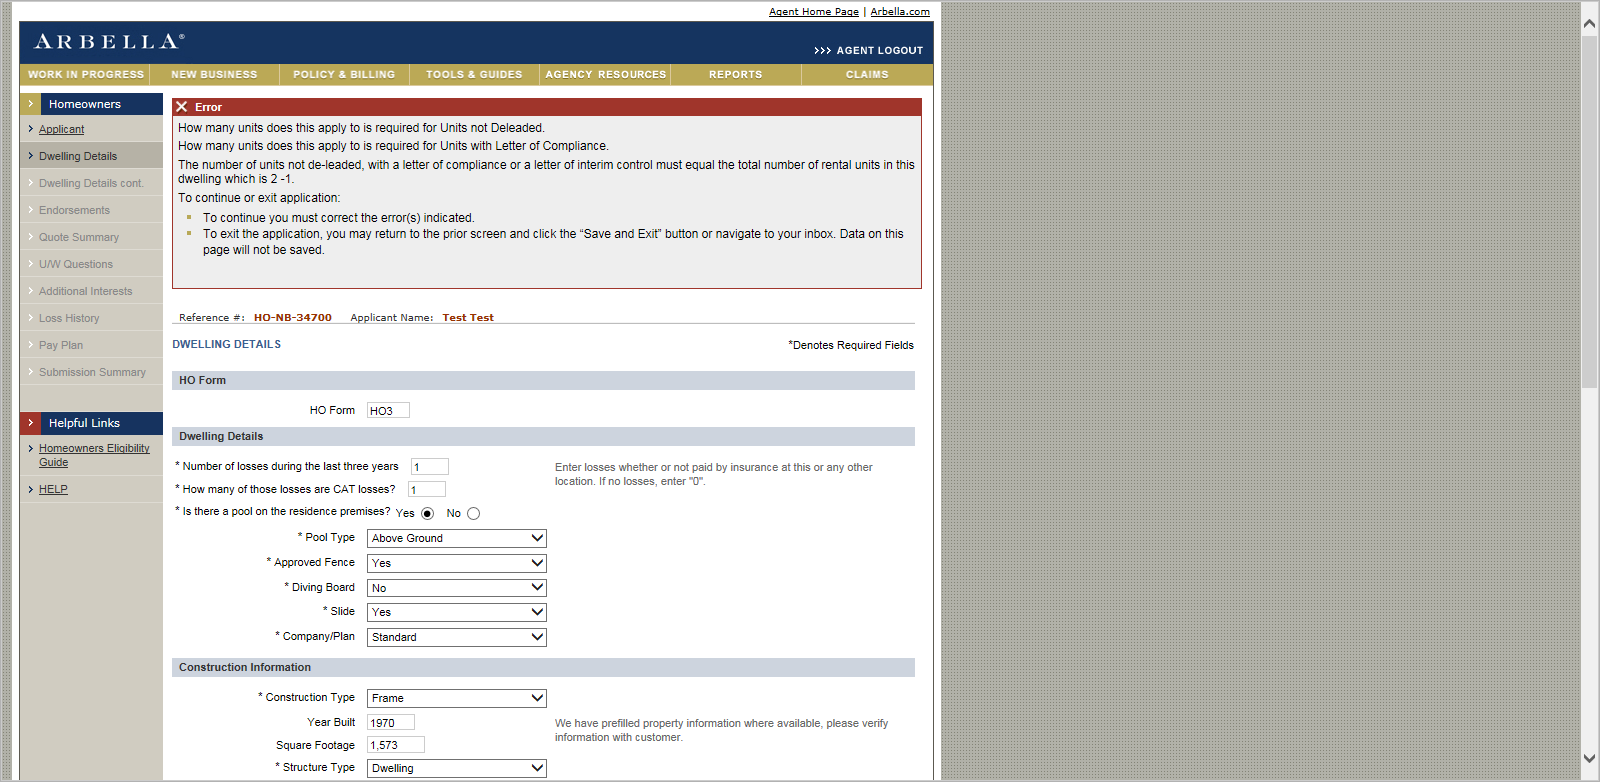 Agent Home Page | Arbella.com
ARBELLA®
>>> AGENT LOGOUT
WORK IN PROGRESS NEW BUSINESS POLICY & BILLING TOOLS & GUIDES AGENCY RESOURCES REPORTS CLAIMS
Homeowners
Applicant
Dwelling Details
Dwelling Details cont.
Endorsements
Quote Summary
U/W Questions
Additional Interests
Loss History
Pay Plan
Submission Summary
Helpful Links
Homeowners Eligibility
Guide
HELP
Error
How many units does this apply to is required for Units not Deleaded.
How many units does this apply to is required for Units with Letter of Compliance.
The number of units not de-leaded, with a letter of compliance or a letter of interim control must equal the total number of rental units in this
dwelling which is 2 -1.
To continue or exit application:
To continue you must correct the error(s) indicated.
To exit the application, you may return to the prior screen and click the “Save and Exit” button or navigate to your inbox. Data on this
page will not be saved.
Reference #: HO-NB-34700 Applicant Name: Test Test
DWELLING DETAILS
*Denotes Required Fields
HO Form
HO Form HO3
Dwelling Details
* Number of losses during the last three years 1
Enter losses whether or not paid by insurance at this or any other
location. If no losses, enter "0".
* How many of those losses are CAT losses? 1
* Is there a pool on the residence premises? Yes No
* Pool Type Above Ground
* Approved Fence Yes
* Diving Board No
* Slide Yes
* Company/Plan Standard
Construction Information
* Construction Type Frame
Year Built 1970
We have prefilled property information where available, please verify
information with customer.
Square Footage 1,573
* Structure Type Dwelling